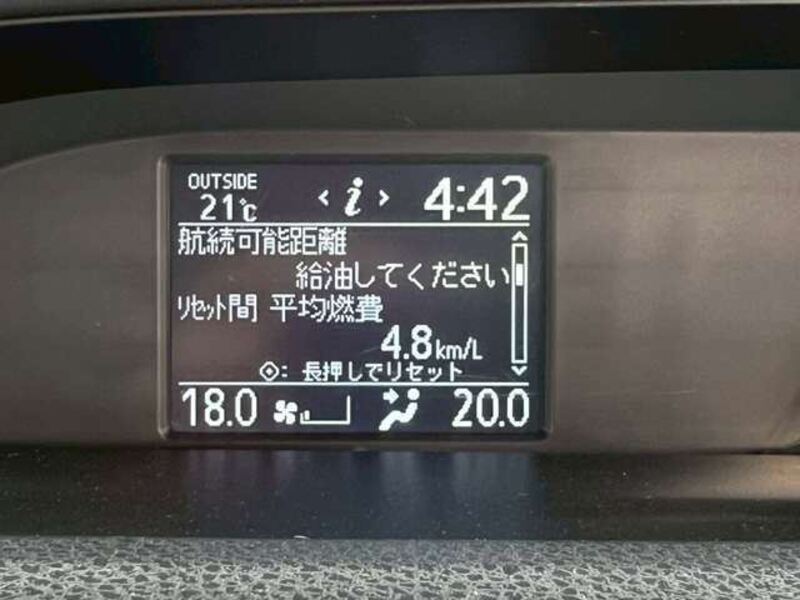 OUTSIDE
21℃
< i > 4:42
航続可能距離
給油してください
リセット間 平均燃費
4.8km/L
: 長押しでリセット
18.0 20.0